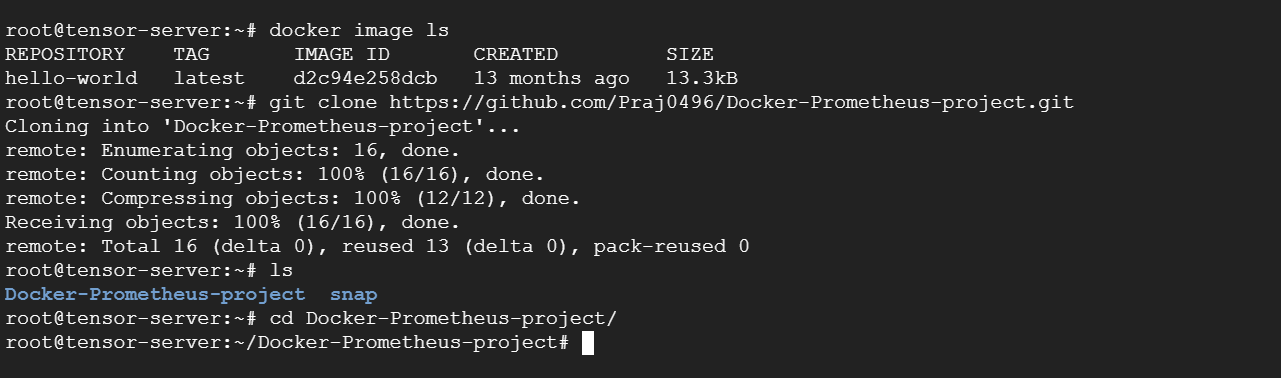 root@tensor-server:~# docker image ls
REPOSITORY    TAG       IMAGE ID       CREATED         SIZE
hello-world   latest    d2c94e258dcb   13 months ago   13.3kB
root@tensor-server:~# git clone https://github.com/Praj0496/Docker-Prometheus-project.git
Cloning into 'Docker-Prometheus-project'...
remote: Enumerating objects: 16, done.
remote: Counting objects: 100% (16/16), done.
remote: Compressing objects: 100% (12/12), done.
Receiving objects: 100% (16/16), done.
remote: Total 16 (delta 0), reused 13 (delta 0), pack-reused 0
root@tensor-server:~# ls
Docker-Prometheus-project  snap
root@tensor-server:~# cd Docker-Prometheus-project/
root@tensor-server:~/Docker-Prometheus-project#